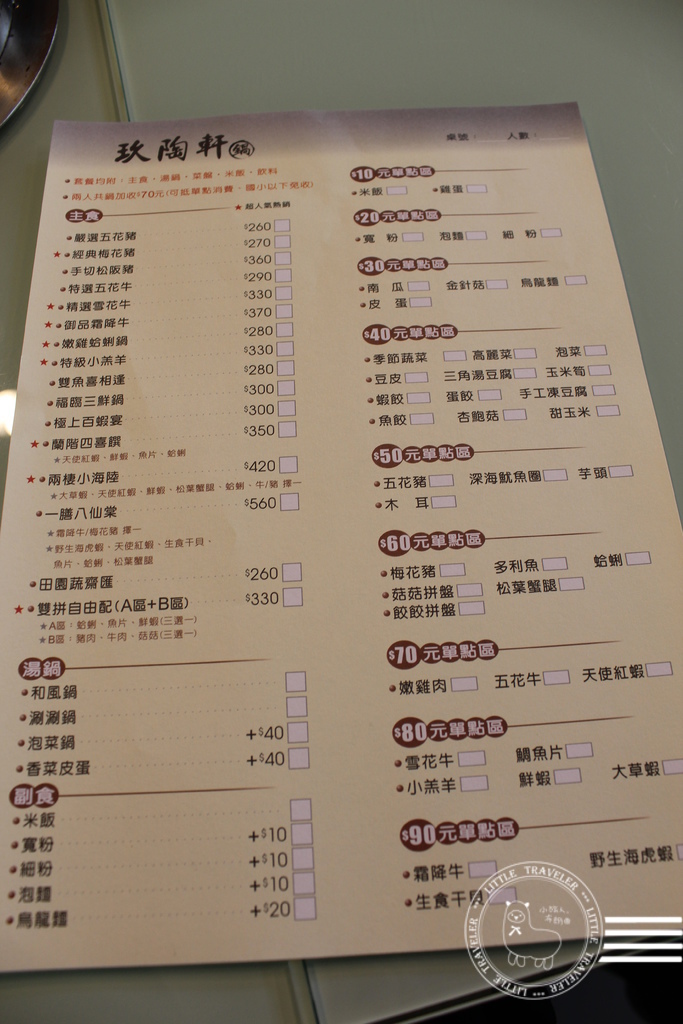 玖陶軒鍋
桌號： 人數：
•套餐均附：主食、湯鍋、菜盤、米飯、飲料
•兩人共鍋加收$70元(可抵單點消費、國小以下免收)
主食 ★超人氣熱銷
•嚴選五花豬 $260
★•經典梅花豬 $270
•手切松阪豬 $360
•特選五花牛 $290
★•精選雪花牛 $330
★•御品霜降牛 $370
★•嫩雞蛤蜊鍋 $280
★•特級小羔羊 $330
•雙魚喜相逢 $280
•福臨三鮮鍋 $300
•極上百蝦宴 $300
★•蘭階四喜饌 $350
★天使紅蝦、鮮蝦、魚片、蛤蜊
★•兩棲小海陸 $420
★大草蝦、天使紅蝦、鮮蝦、松葉蟹腿、蛤蜊、牛/豬 擇一
•一膳八仙棠 $560
★霜降牛/梅花豬 擇一
★野生海虎蝦、天使紅蝦、生食干貝、
魚片、蛤蜊、松葉蟹腿
•田園蔬齋匯 $260
★•雙拼自由配(A區+B區) $330
★A區：蛤蜊、魚片、鮮蝦(三選一)
★B區：豬肉、牛肉、菇菇(三選一)
湯鍋
•和風鍋
•涮涮鍋
•泡菜鍋 +$40
•香菜皮蛋 +$40
副食
•米飯
•寬粉 +$10
•細粉 +$10
•泡麵 +$10
•烏龍麵 +$20
$10元單點區
•米飯 •雞蛋
$20元單點區
•寬 粉 泡麵 細 粉
$30元單點區
•南 瓜 金針菇 烏龍麵
•皮 蛋
$40元單點區
•季節蔬菜 高麗菜 泡菜
•豆皮 三角湯豆腐 玉米筍
•蝦餃 蛋餃 手工凍豆腐
•魚餃 杏鮑菇 甜玉米
$50元單點區
•五花豬 深海魷魚圈 芋頭
•木 耳
$60元單點區
•梅花豬 多利魚 蛤蜊
•菇菇拼盤 松葉蟹腿
•餃餃拼盤
$70元單點區
•嫩雞肉 五花牛 天使紅蝦
$80元單點區
•雪花牛 鯛魚片
•小羔羊 鮮蝦 大草蝦
$90元單點區
•霜降牛 野生海虎蝦
•生食干貝
LITTLE TRAVELER ... LITTLE TRAVELER ... LITTLE TRAVELER ...